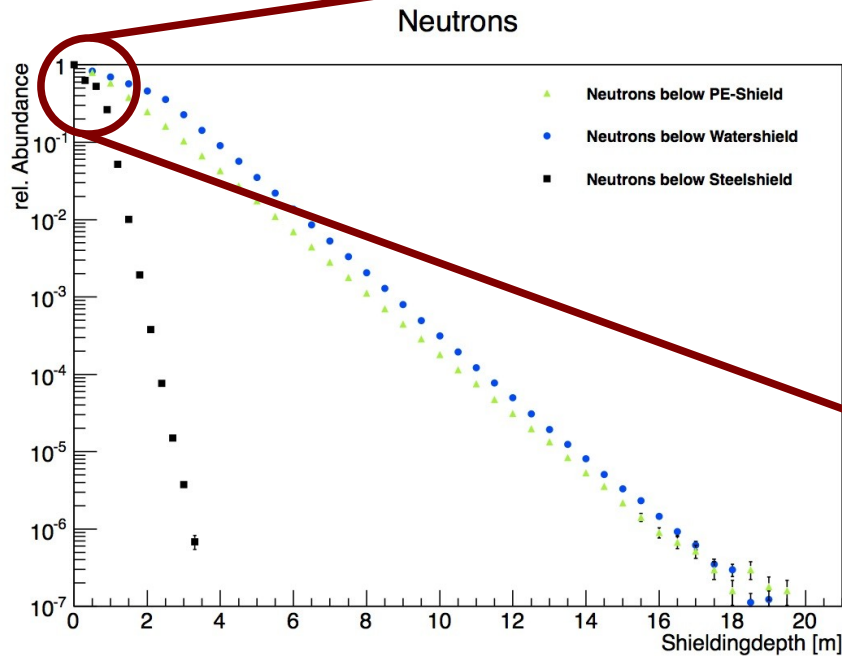 Neutrons
rel. Abundance
1
10⁻¹
10⁻²
10⁻³
10⁻⁴
10⁻⁵
10⁻⁶
10⁻⁷
Neutrons below PE-Shield
Neutrons below Watershield
Neutrons below Steelshield
0 2 4 6 8 10 12 14 16 18 20
Shieldingdepth [m]